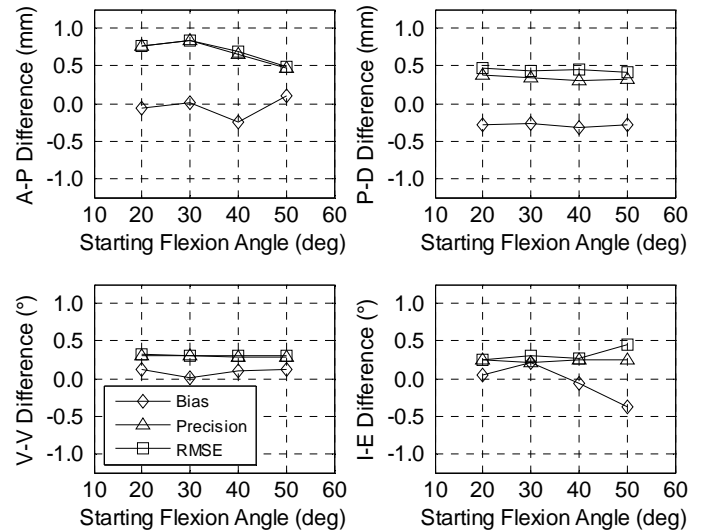 A-P Difference (mm)
1.0
0.5
0.0
-0.5
-1.0
10 20 30 40 50 60
Starting Flexion Angle (deg)
P-D Difference (mm)
1.0
0.5
0.0
-0.5
-1.0
10 20 30 40 50 60
Starting Flexion Angle (deg)
V-V Difference (°)
1.0
0.5
0.0
-0.5
-1.0
Bias
Precision
RMSE
10 20 30 40 50 60
Starting Flexion Angle (deg)
I-E Difference (°)
1.0
0.5
0.0
-0.5
-1.0
10 20 30 40 50 60
Starting Flexion Angle (deg)